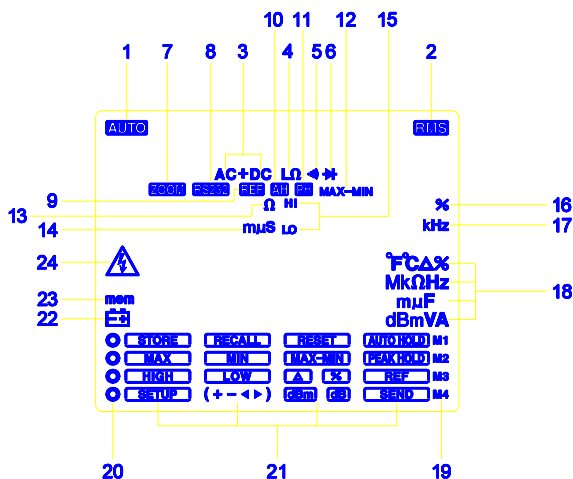 10 11 12 15
1 7 8 3 4 5 6 2
AUTO RMS
AC+DC LΩ
ZOOM RS232 REF AH PH MAX-MIN
9
Ω HI
13
% 16
14 mµS LO
kHz 17
°F°CΔ%
24
MkΩHz
18
23 mem
mµF
22
dBmVA
STORE RECALL RESET AUTO HOLD M1
MAX MIN MAX-MIN PEAK HOLD M2
HIGH LOW Δ % REF M3
SETUP (+-◄►) dBm dB SEND M4
20 21 19